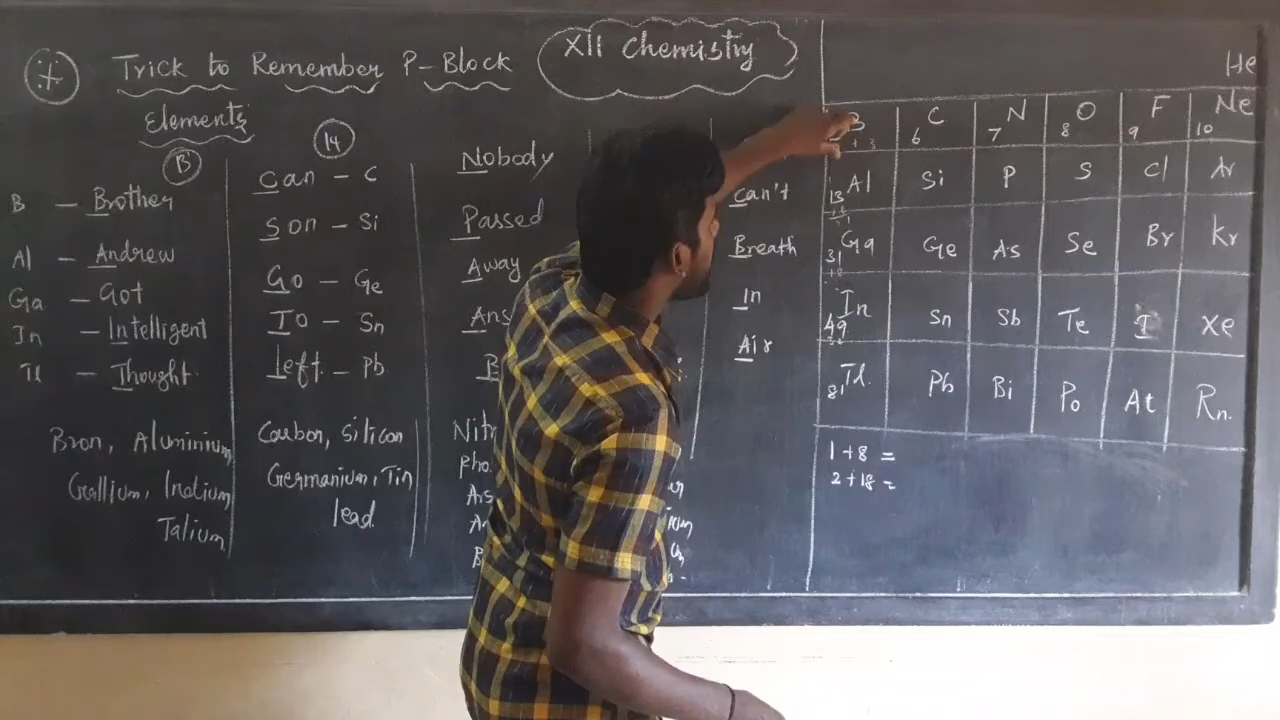 Trick to Remember P-Block
Elements
XII Chemistry
B - Brother
Al - Andrew
Ga - Got
In - Intelligent
Tl - Thought
14
Can - C
Son - Si
Go - Ge
To - Sn
left - Pb
Nobody
Passed
Away
Can't
Breath
In
Air
Bron, Aluminium,
Gallium, Indium,
Talium
Carbon, Silicon
Germanium, Tin
lead
He
B C 6 N 7 O 8 F 9 Ne 10
Al 13 Si P S Cl Ar
Ga 31 Ge As Se Br Kr
In 49 Sn Sb Te I Xe
Tl. 81 Pb Bi Po At Rn.
1+8 =
2+18 =